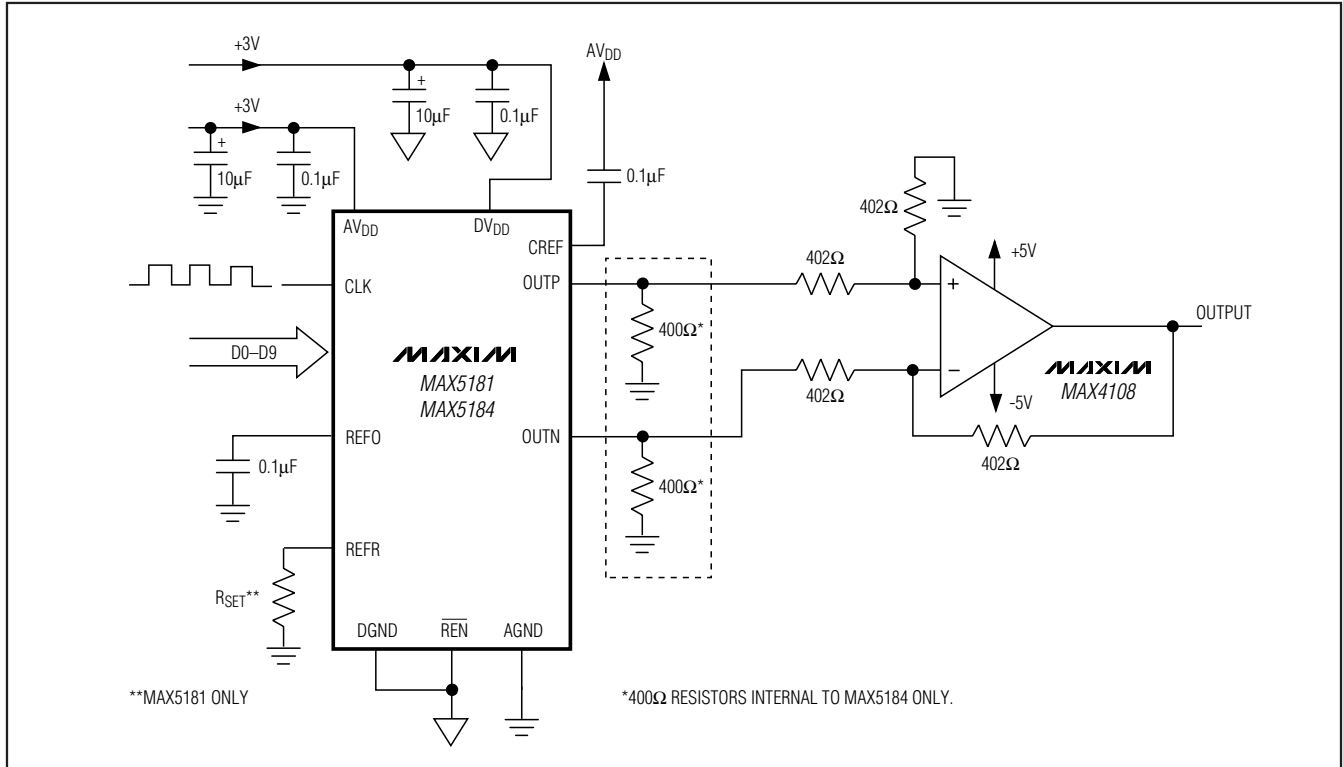 +3V
AVDD
+
10µF
0.1µF
+3V
+
10µF
0.1µF
0.1µF
402Ω
AVDD
DVDD
CREF
+5V
402Ω
CLK
OUTP
+
OUTPUT
400Ω*
D0–D9
MAXIM
MAX5181
MAX5184
402Ω
–
MAXIM
MAX4108
-5V
REFO
OUTN
402Ω
0.1µF
400Ω*
REFR
RSET**
DGND
REN
AGND
**MAX5181 ONLY
*400Ω RESISTORS INTERNAL TO MAX5184 ONLY.